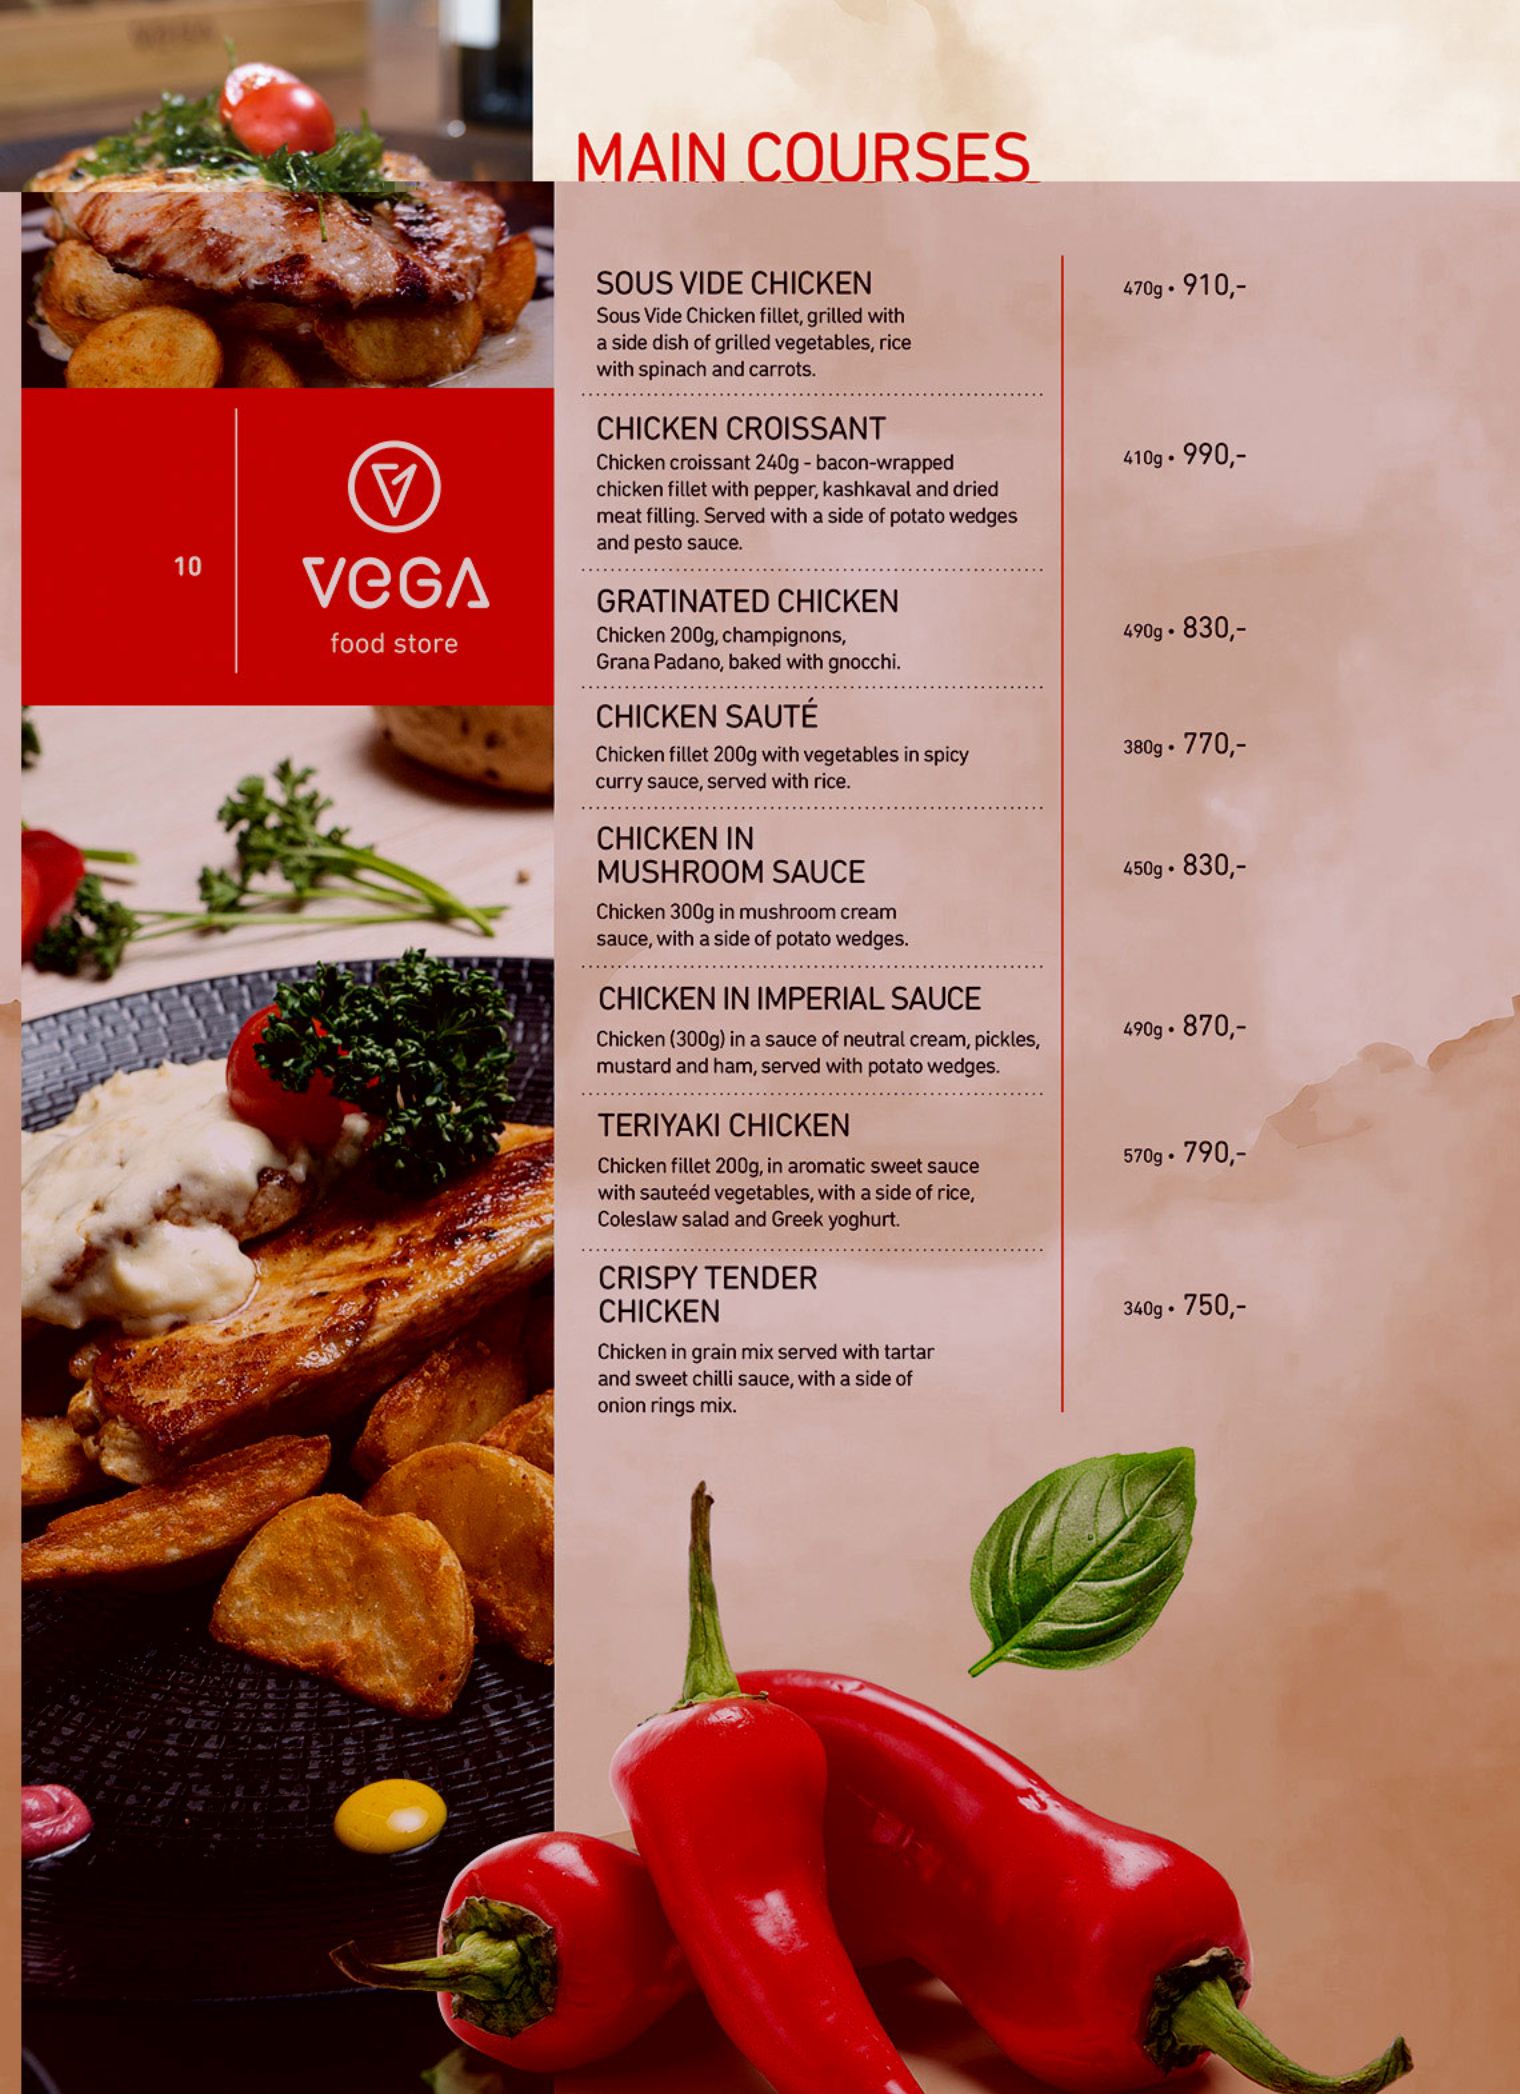 MAIN COURSES
SOUS VIDE CHICKEN
470g • 910,-
Sous Vide Chicken fillet, grilled with
a side dish of grilled vegetables, rice
with spinach and carrots.
CHICKEN CROISSANT
410g • 990,-
Chicken croissant 240g - bacon-wrapped
chicken fillet with pepper, kashkaval and dried
meat filling. Served with a side of potato wedges
and pesto sauce.
GRATINATED CHICKEN
490g • 830,-
Chicken 200g, champignons,
Grana Padano, baked with gnocchi.
CHICKEN SAUTÉ
380g • 770,-
Chicken fillet 200g with vegetables in spicy
curry sauce, served with rice.
CHICKEN IN
MUSHROOM SAUCE
450g • 830,-
Chicken 300g in mushroom cream
sauce, with a side of potato wedges.
CHICKEN IN IMPERIAL SAUCE
490g • 870,-
Chicken (300g) in a sauce of neutral cream, pickles,
mustard and ham, served with potato wedges.
TERIYAKI CHICKEN
570g • 790,-
Chicken fillet 200g, in aromatic sweet sauce
with sauteéd vegetables, with a side of rice,
Coleslaw salad and Greek yoghurt.
CRISPY TENDER
CHICKEN
340g • 750,-
Chicken in grain mix served with tartar
and sweet chilli sauce, with a side of
onion rings mix.
10
VeGA
food store